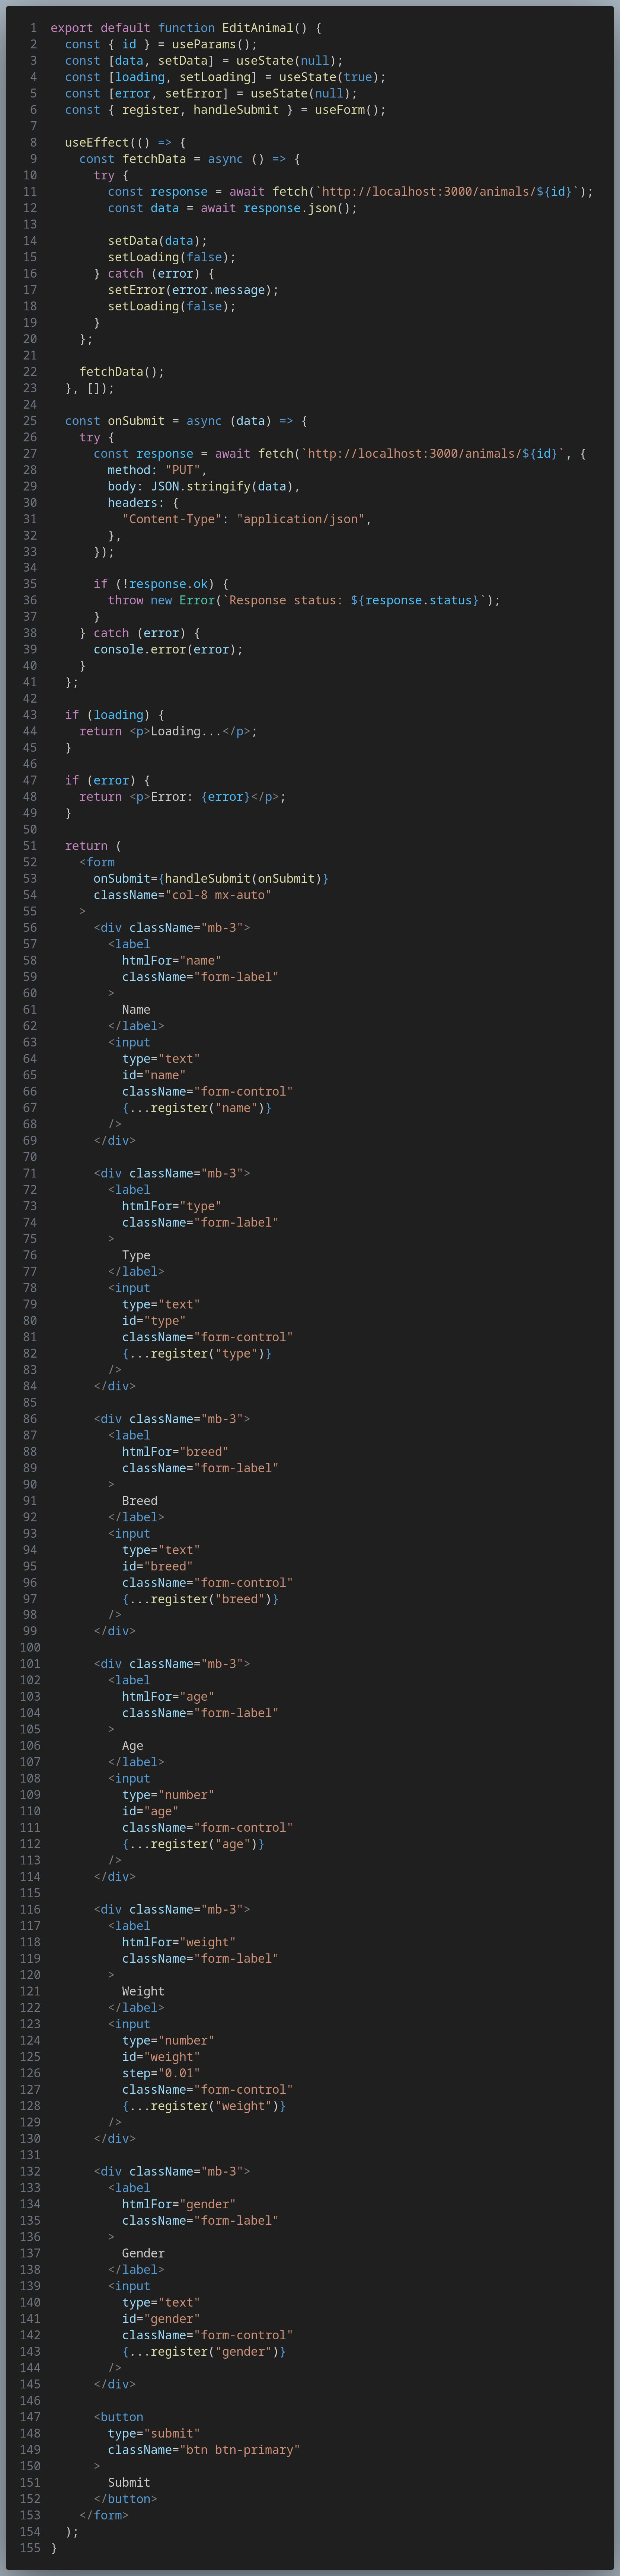 1 export default function EditAnimal() {
2   const { id } = useParams();
3   const [data, setData] = useState(null);
4   const [loading, setLoading] = useState(true);
5   const [error, setError] = useState(null);
6   const { register, handleSubmit } = useForm();
7
8   useEffect(() => {
9     const fetchData = async () => {
10       try {
11         const response = await fetch(`http://localhost:3000/animals/${id}`);
12         const data = await response.json();
13
14         setData(data);
15         setLoading(false);
16       } catch (error) {
17         setError(error.message);
18         setLoading(false);
19       }
20     };
21
22     fetchData();
23   }, []);
24
25   const onSubmit = async (data) => {
26     try {
27       const response = await fetch(`http://localhost:3000/animals/${id}`, {
28         method: "PUT",
29         body: JSON.stringify(data),
30         headers: {
31           "Content-Type": "application/json",
32         },
33       });
34
35       if (!response.ok) {
36         throw new Error(`Response status: ${response.status}`);
37       }
38     } catch (error) {
39       console.error(error);
40     }
41   };
42
43   if (loading) {
44     return <p>Loading...</p>;
45   }
46
47   if (error) {
48     return <p>Error: {error}</p>;
49   }
50
51   return (
52     <form
53       onSubmit={handleSubmit(onSubmit)}
54       className="col-8 mx-auto"
55     >
56       <div className="mb-3">
57         <label
58           htmlFor="name"
59           className="form-label"
60         >
61           Name
62         </label>
63         <input
64           type="text"
65           id="name"
66           className="form-control"
67           {...register("name")}
68         />
69       </div>
70
71       <div className="mb-3">
72         <label
73           htmlFor="type"
74           className="form-label"
75         >
76           Type
77         </label>
78         <input
79           type="text"
80           id="type"
81           className="form-control"
82           {...register("type")}
83         />
84       </div>
85
86       <div className="mb-3">
87         <label
88           htmlFor="breed"
89           className="form-label"
90         >
91           Breed
92         </label>
93         <input
94           type="text"
95           id="breed"
96           className="form-control"
97           {...register("breed")}
98         />
99       </div>
100
101       <div className="mb-3">
102         <label
103           htmlFor="age"
104           className="form-label"
105         >
106           Age
107         </label>
108         <input
109           type="number"
110           id="age"
111           className="form-control"
112           {...register("age")}
113         />
114       </div>
115
116       <div className="mb-3">
117         <label
118           htmlFor="weight"
119           className="form-label"
120         >
121           Weight
122         </label>
123         <input
124           type="number"
125           id="weight"
126           step="0.01"
127           className="form-control"
128           {...register("weight")}
129         />
130       </div>
131
132       <div className="mb-3">
133         <label
134           htmlFor="gender"
135           className="form-label"
136         >
137           Gender
138         </label>
139         <input
140           type="text"
141           id="gender"
142           className="form-control"
143           {...register("gender")}
144         />
145       </div>
146
147       <button
148         type="submit"
149         className="btn btn-primary"
150       >
151         Submit
152       </button>
153     </form>
154   );
155 }